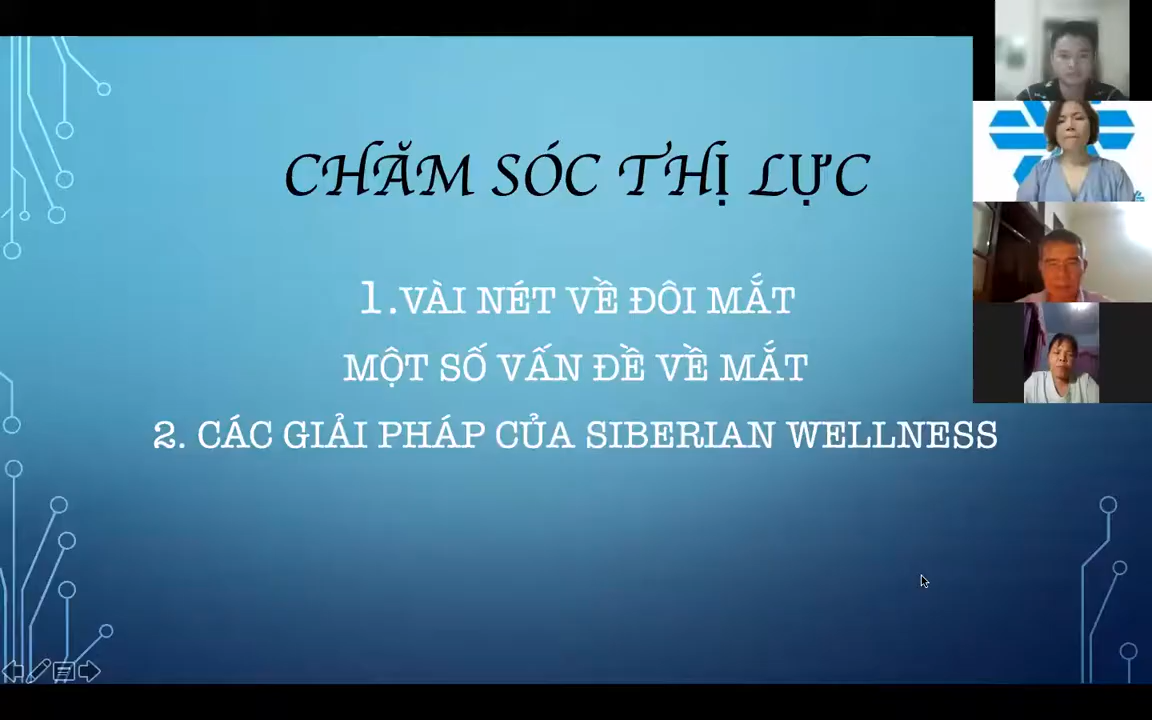 CHĂM SÓC THỊ LỰC
1.VÀI NÉT VỀ ĐÔI MẮT
MỘT SỐ VẤN ĐỀ VỀ MẮT
2. CÁC GIẢI PHÁP CỦA SIBERIAN WELLNESS